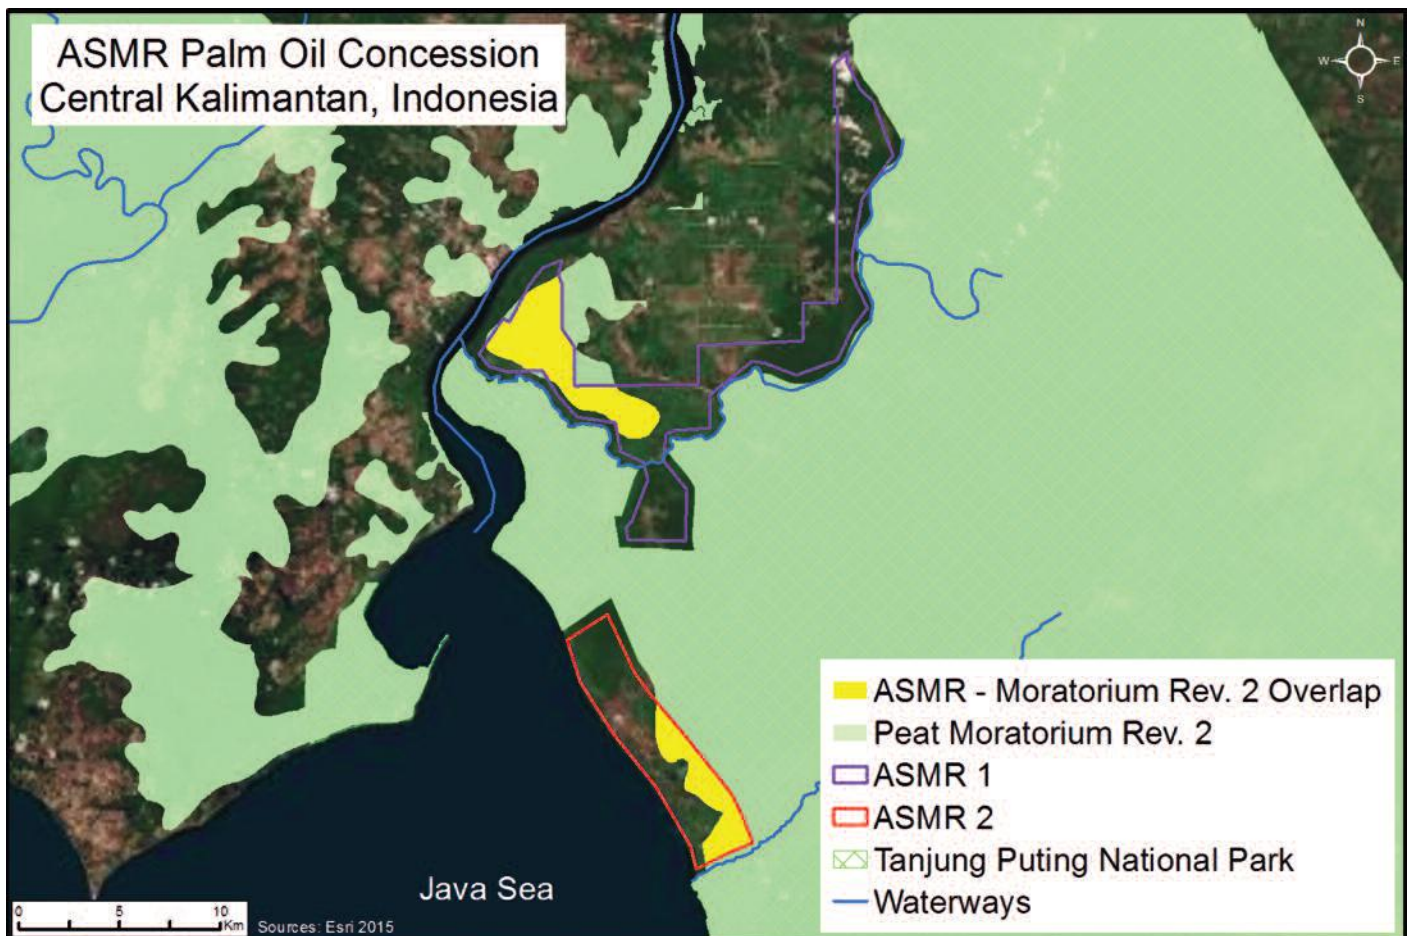 ASMR Palm Oil Concession
Central Kalimantan, Indonesia
N
W E
S
ASMR - Moratorium Rev. 2 Overlap
Peat Moratorium Rev. 2
ASMR 1
ASMR 2
Tanjung Puting National Park
Waterways
Java Sea
0 5 10
Km
Sources: Esri 2015